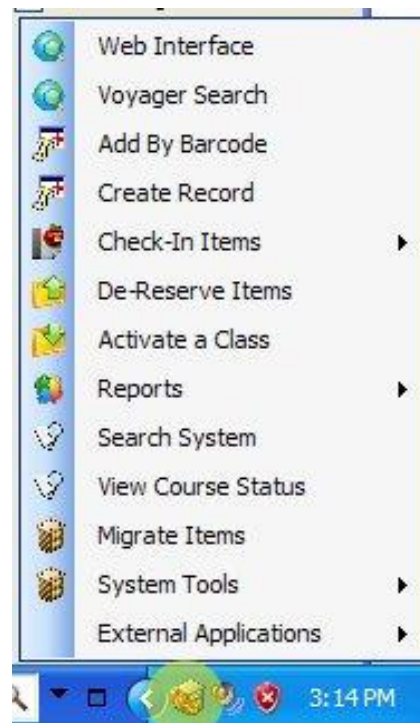 Web Interface
Voyager Search
Add By Barcode
Create Record
Check-In Items
De-Reserve Items
Activate a Class
Reports
Search System
View Course Status
Migrate Items
System Tools
External Applications
3:14 PM